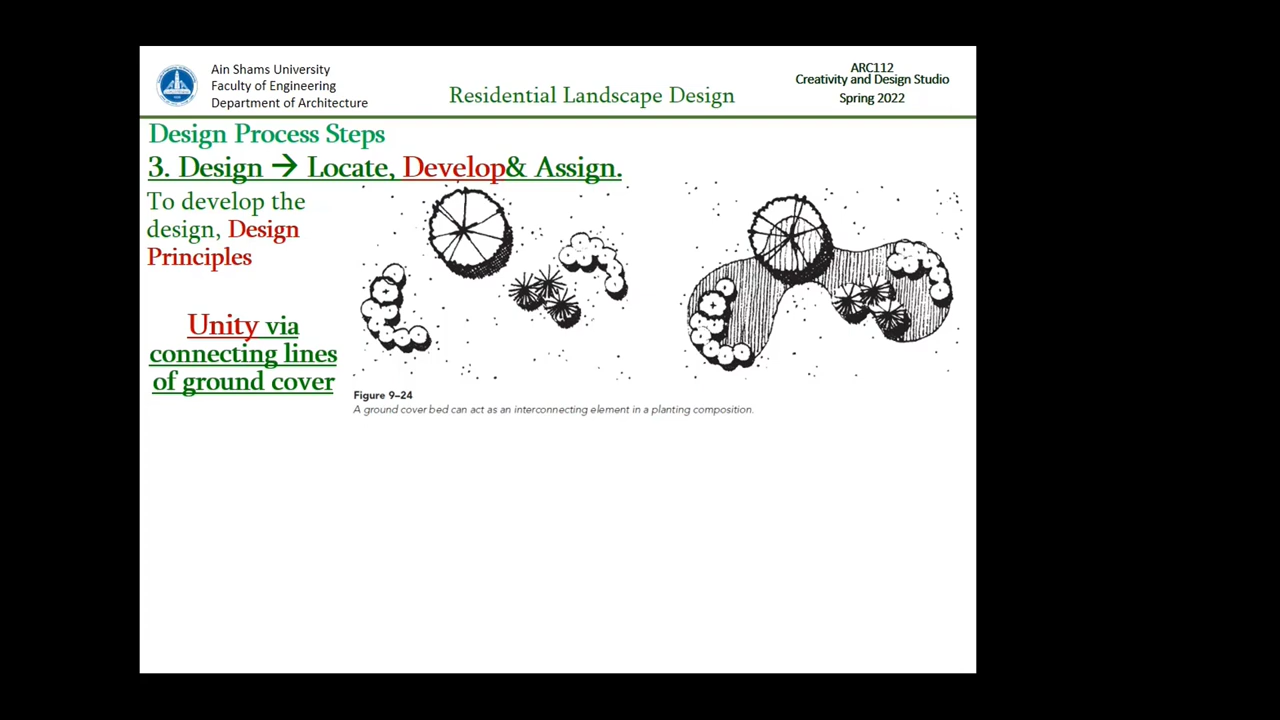 Ain Shams University
Faculty of Engineering
Department of Architecture
Residential Landscape Design
ARC112
Creativity and Design Studio
Spring 2022
Design Process Steps
3. Design → Locate, Develop& Assign.
To develop the
design, Design
Principles
Unity via
connecting lines
of ground cover
Figure 9–24
A ground cover bed can act as an interconnecting element in a planting composition.